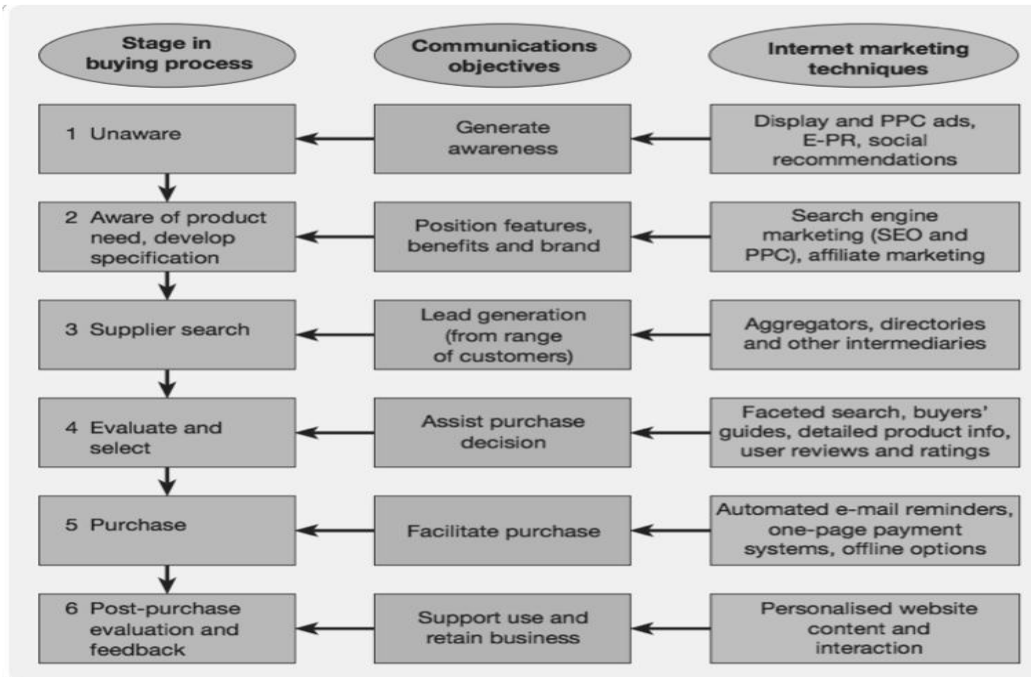 Stage in
buying process
Communications
objectives
Internet marketing
techniques
1 Unaware
Generate
awareness
Display and PPC ads,
E-PR, social
recommendations
2 Aware of product
need, develop
specification
Position features,
benefits and brand
Search engine
marketing (SEO and
PPC), affiliate marketing
3 Supplier search
Lead generation
(from range
of customers)
Aggregators, directories
and other intermediaries
4 Evaluate and
select
Assist purchase
decision
Faceted search, buyers'
guides, detailed product info,
user reviews and ratings
5 Purchase
Facilitate purchase
Automated e-mail reminders,
one-page payment
systems, offline options
6 Post-purchase
evaluation and
feedback
Support use and
retain business
Personalised website
content and
interaction